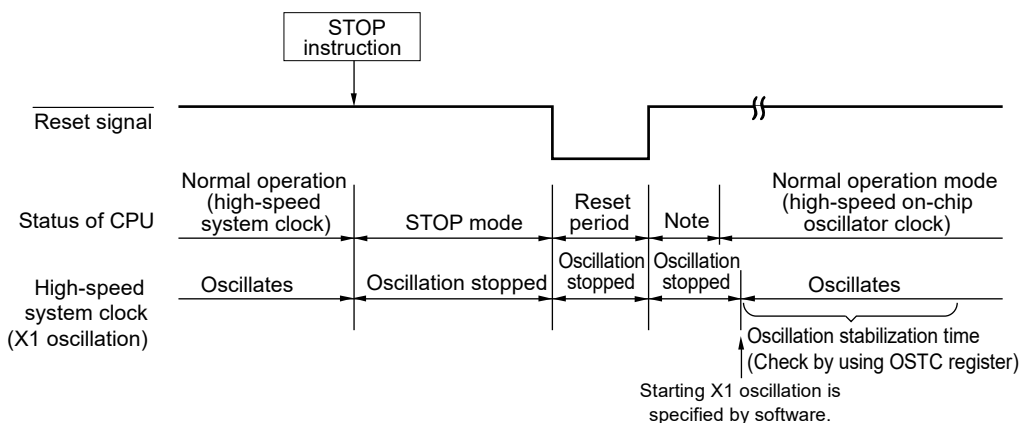 STOP
instruction
Reset signal
Normal operation
(high-speed
system clock)
STOP mode
Reset
period
Note
Normal operation mode
(high-speed on-chip
oscillator clock)
Status of CPU
Oscillates
Oscillation stopped
Oscillation
stopped
Oscillation
stopped
Oscillates
High-speed
system clock
(X1 oscillation)
Oscillation stabilization time
(Check by using OSTC register)
Starting X1 oscillation is
specified by software.